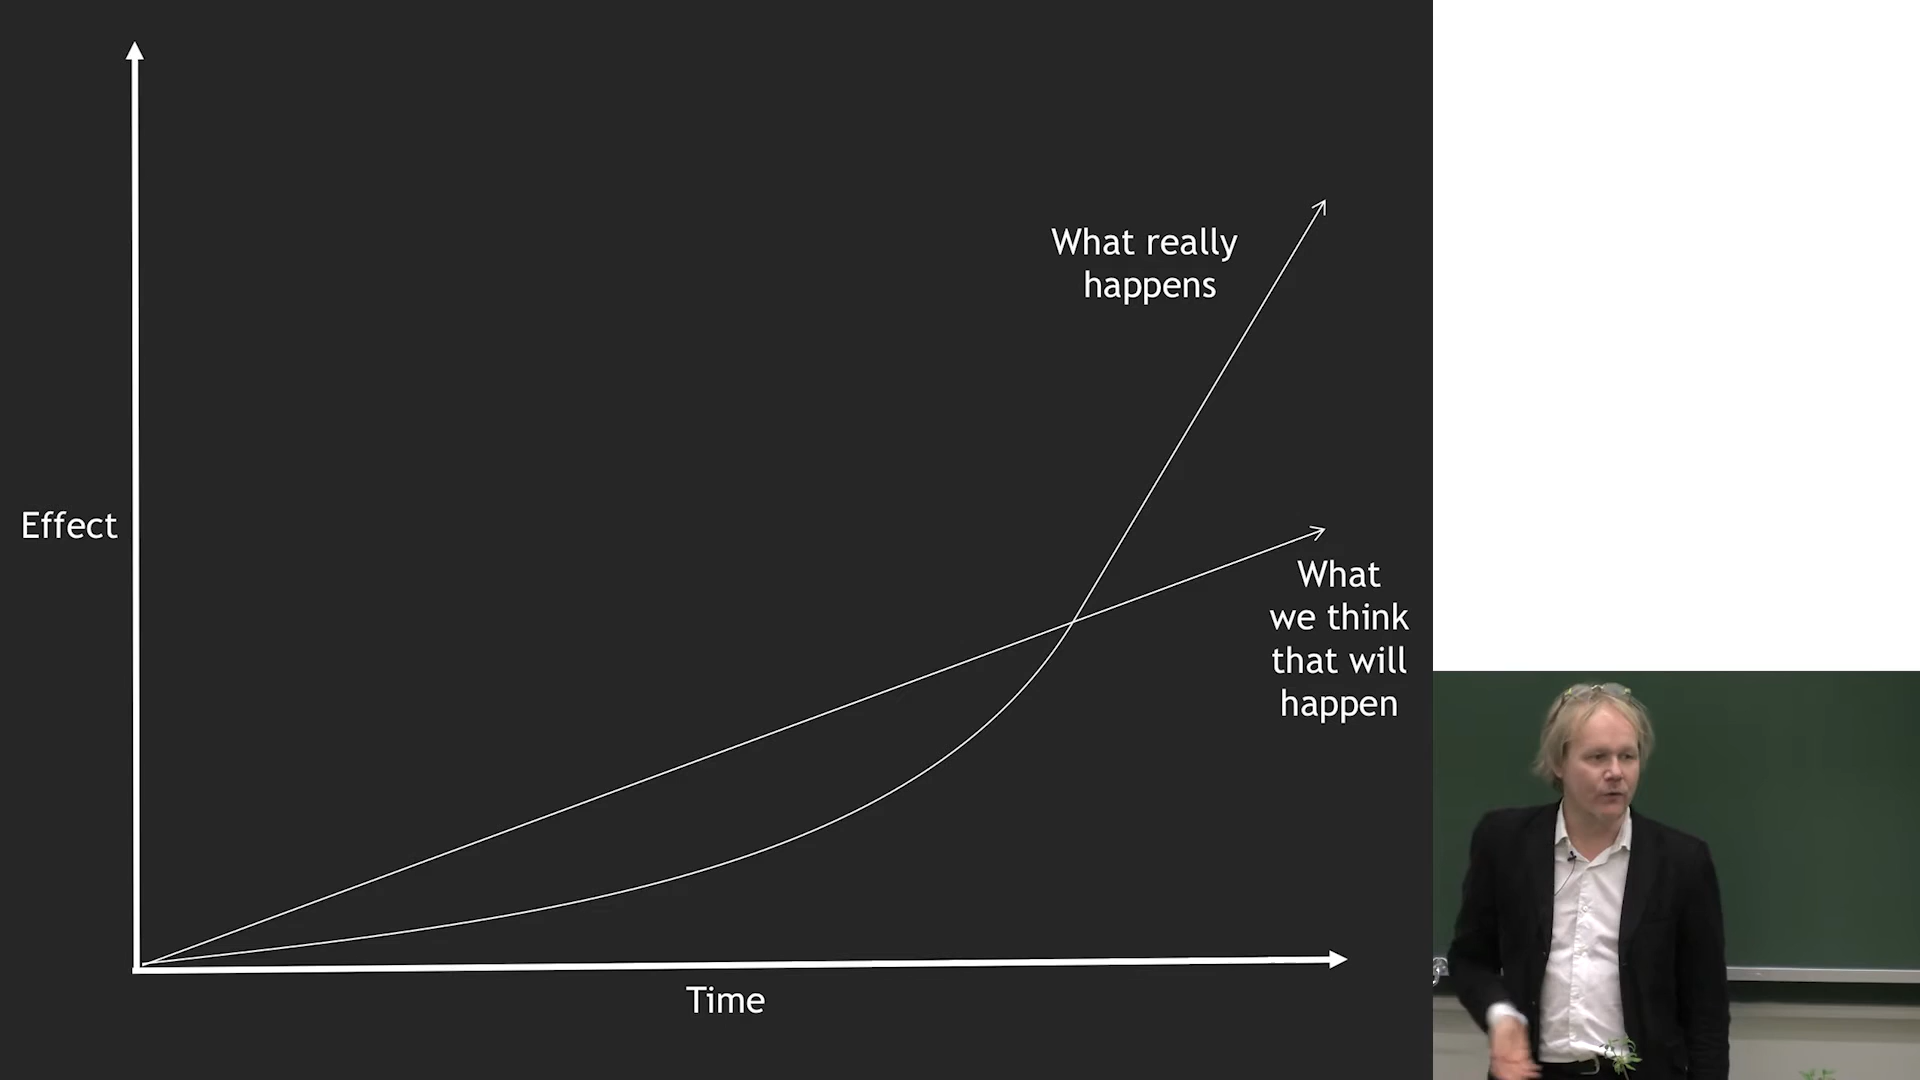 What really
happens
Effect
What
we think
that will
happen
Time